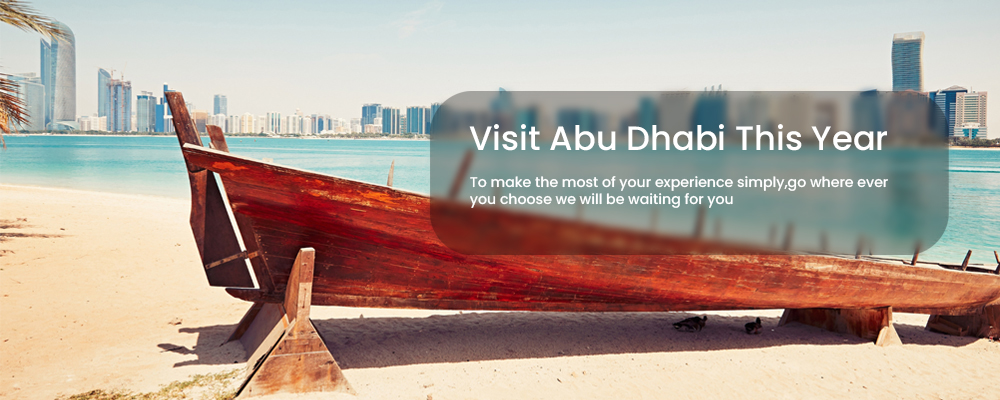 Visit Abu Dhabi This Year
To make the most of your experience simply,go where ever
you choose we will be waiting for you